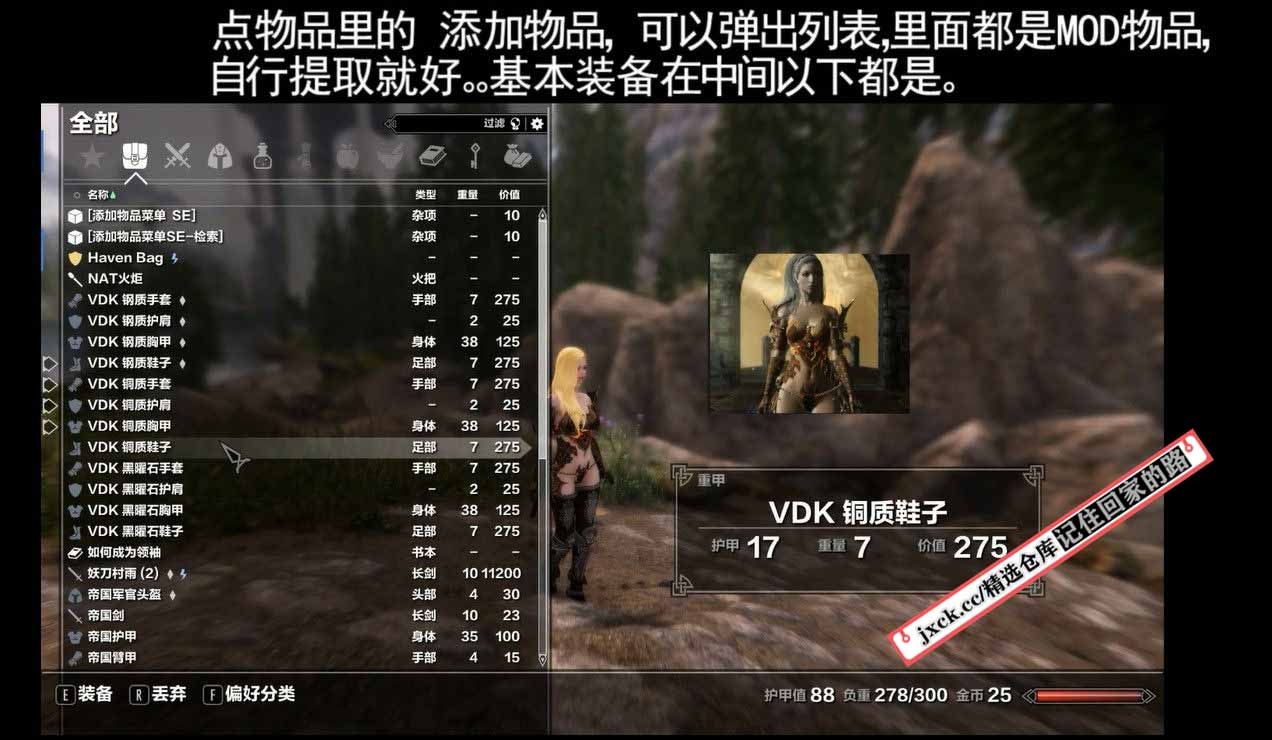 点物品里的 添加物品, 可以弹出列表,里面都是MOD物品,
自行提取就好。。基本装备在中间以下都是。
全部
过滤
名称 类型 重量 价值
[添加物品菜单 SE] 杂项 – 10
[添加物品菜单SE-检索] 杂项 – 10
Haven Bag – – –
NAT火炬 火把 – –
VDK 钢质手套 手部 7 275
VDK 钢质护肩 – 2 25
VDK 钢质胸甲 身体 38 125
VDK 钢质鞋子 足部 7 275
VDK 铜质手套 手部 7 275
VDK 铜质护肩 – 2 25
VDK 铜质胸甲 身体 38 125
VDK 铜质鞋子 足部 7 275
VDK 黑曜石手套 手部 7 275
VDK 黑曜石护肩 – 2 25
VDK 黑曜石胸甲 身体 38 125
VDK 黑曜石鞋子 足部 7 275
如何成为领袖 书本 – –
妖刀村雨 (2) 长剑 10 11200
帝国军官头盔 头部 4 30
帝国剑 长剑 10 23
帝国护甲 身体 35 100
帝国臂甲 手部 4 15
重甲
VDK 铜质鞋子
护甲 17 重量 7 价值 275
jxck.cc/精选仓库 记住回家的路
E 装备 R 丢弃 F 偏好分类
护甲值 88 负重 278/300 金币 25